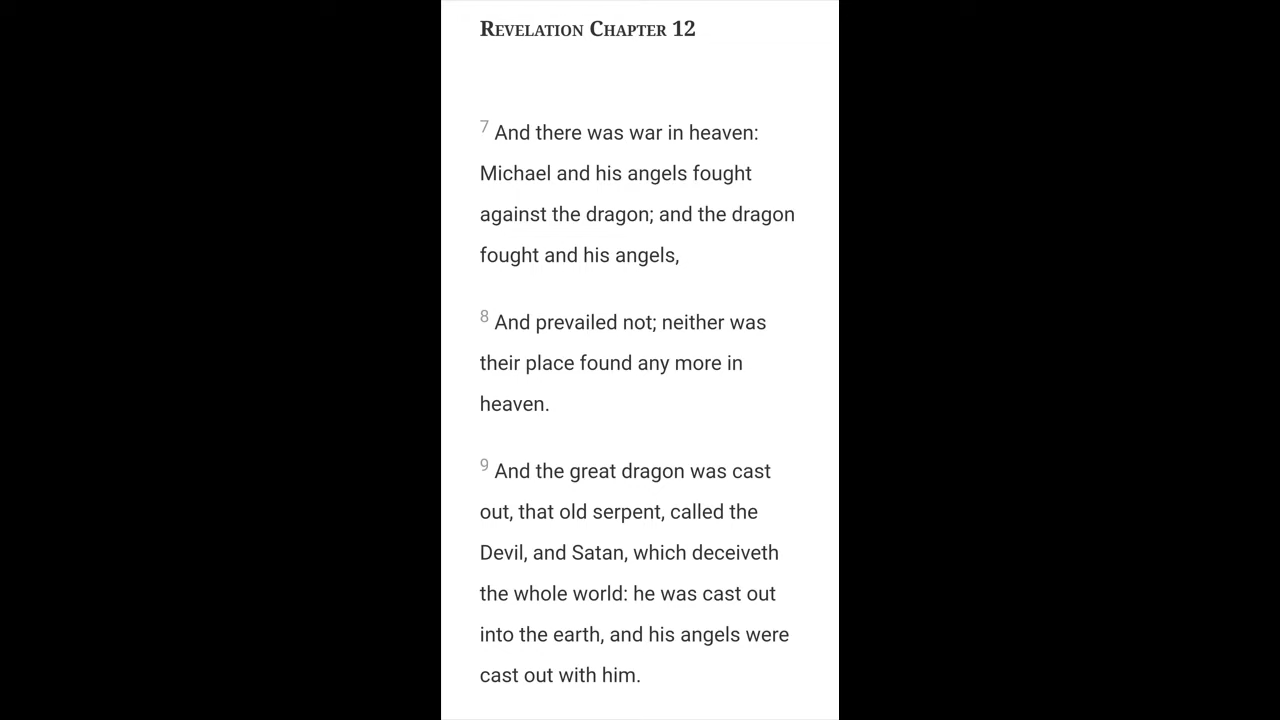 Revelation Chapter 12
7 And there was war in heaven:
Michael and his angels fought
against the dragon; and the dragon
fought and his angels,
8 And prevailed not; neither was
their place found any more in
heaven.
9 And the great dragon was cast
out, that old serpent, called the
Devil, and Satan, which deceiveth
the whole world: he was cast out
into the earth, and his angels were
cast out with him.